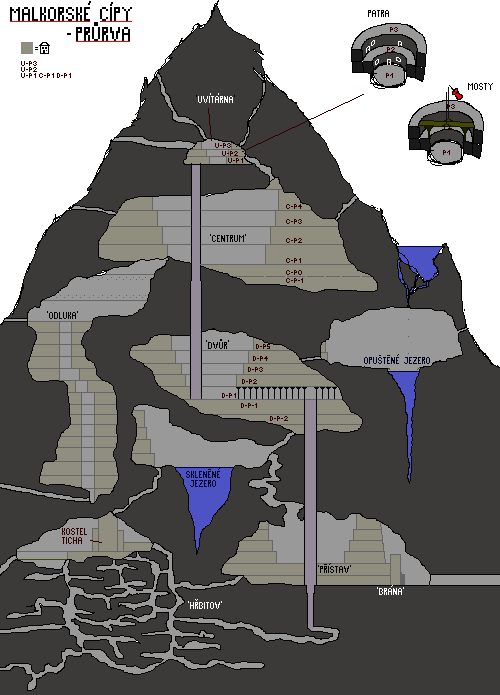 MALKORSKÉ CÍPY
- PRŮRVA
=
U-P3
U-P2
U-P1 C-P1 D-P1
PATRA
P3
P2
P1
MOSTY
P3
P1
UVÍTÁRNA
U-P3
U-P2
U-P1
C-P4
C-P3
'CENTRUM'
C-P2
C-P1
C-P0
C-P-1
'ODLUKA'
'DVŮR'
D-P5
D-P4
D-P3
D-P2
D-P1
D-P-1
D-P-2
OPUŠTĚNÉ JEZERO
SKLENĚNÉ
JEZERO
KOSTEL
TICHA
'PŘÍSTAV'
'BRÁNA'
'HŘBITOV'